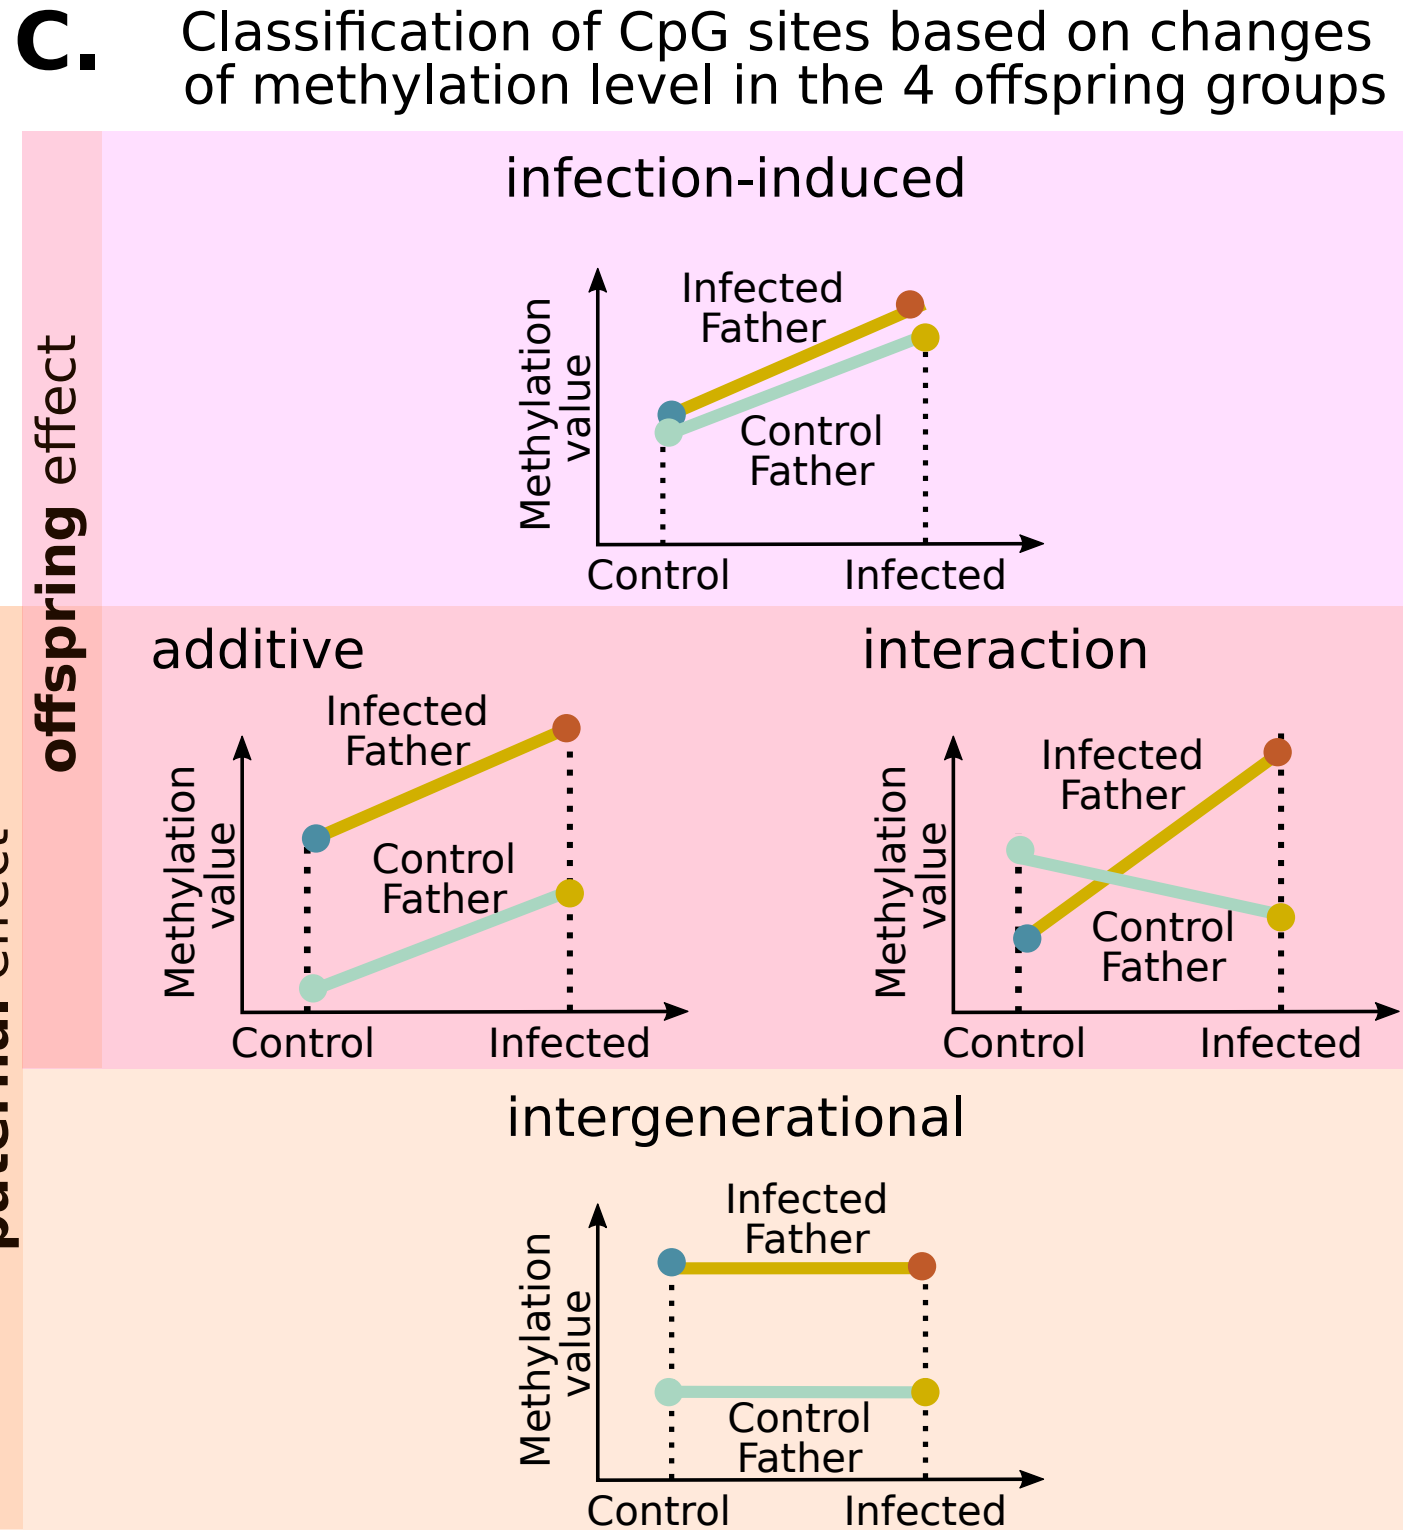 C.
Classification of CpG sites based on changes
of methylation level in the 4 offspring groups
offspring effect
infection-induced
Methylation
value
Infected
Father
Control
Father
Control
Infected
additive
Methylation
value
Infected
Father
Control
Father
Control
Infected
interaction
Methylation
value
Infected
Father
Control
Father
Control
Infected
intergenerational
Methylation
value
Infected
Father
Control
Father
Control
Infected